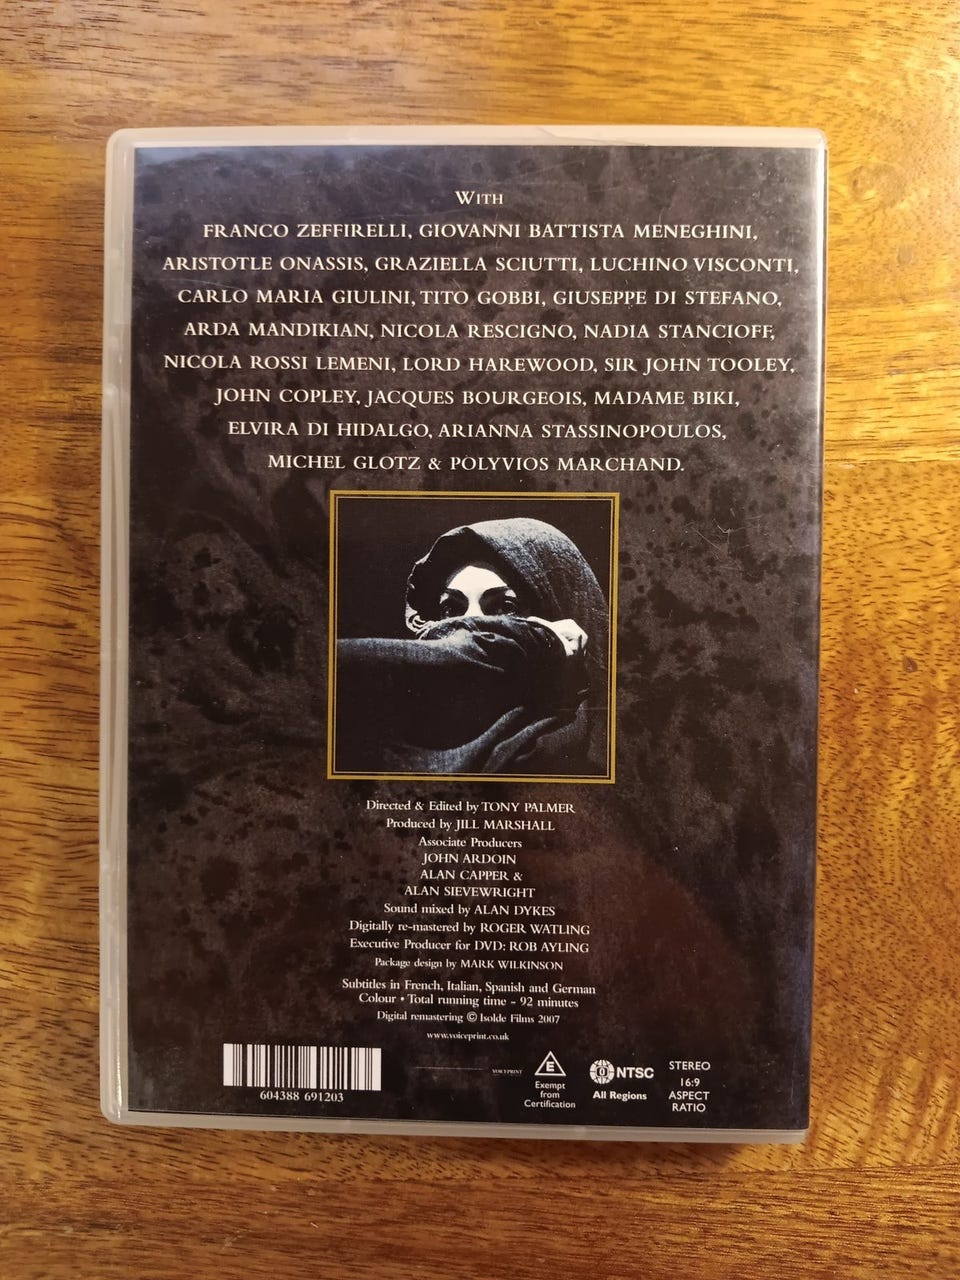 WITH
FRANCO ZEFFIRELLI, GIOVANNI BATTISTA MENEGHINI,
ARISTOTLE ONASSIS, GRAZIELLA SCIUTTI, LUCHINO VISCONTI,
CARLO MARIA GIULINI, TITO GOBBI, GIUSEPPE DI STEFANO,
ARDA MANDIKIAN, NICOLA RESCIGNO, NADIA STANCIOFF,
NICOLA ROSSI LEMENI, LORD HAREWOOD, SIR JOHN TOOLEY,
JOHN COPLEY, JACQUES BOURGEOIS, MADAME BIKI,
ELVIRA DI HIDALGO, ARIANNA STASSINOPOULOS,
MICHEL GLOTZ & POLYVIOS MARCHAND.
Directed & Edited by TONY PALMER
Produced by JILL MARSHALL
Associate Producers
JOHN ARDOIN
ALAN CAPPER &
ALAN SIEVEWRIGHT
Sound mixed by ALAN DYKES
Digitally re-mastered by ROGER WATLING
Executive Producer for DVD: ROB AYLING
Package design by MARK WILKINSON
Subtitles in French, Italian, Spanish and German
Colour • Total running time - 92 minutes
Digital remastering © Isolde Films 2007
www.voiceprint.co.uk
604388 691203
VOICEPRINT
E
Exempt
from
Certification
0 NTSC
All Regions
STEREO
16:9
ASPECT
RATIO